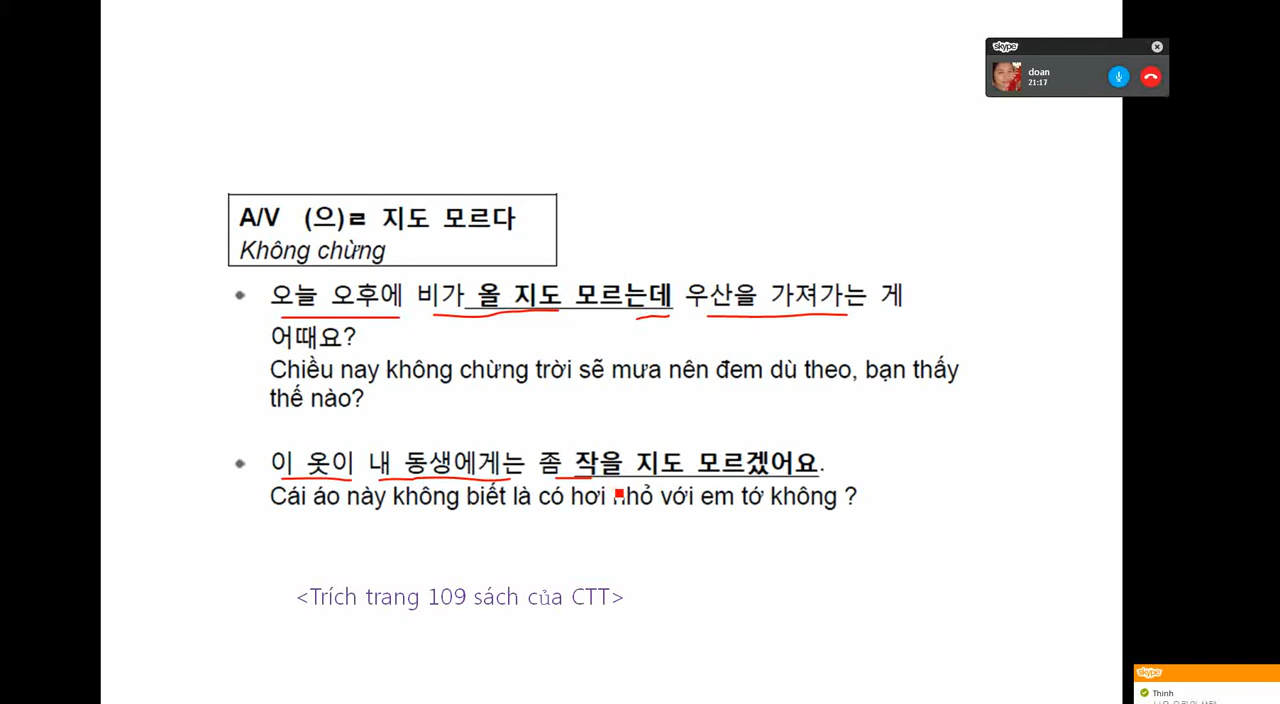 skype
doan
21:17
A/V (으)ㄹ 지도 모르다
Không chừng
오늘 오후에 비가 올 지도 모르는데 우산을 가져가는 게
어때요?
Chiều nay không chừng trời sẽ mưa nên đem dù theo, bạn thấy
thế nào?
이 옷이 내 동생에게는 좀 작을 지도 모르겠어요.
Cái áo này không biết là có hơi nhỏ với em tớ không ?
<Trích trang 109 sách của CTT>
skype
Thinh